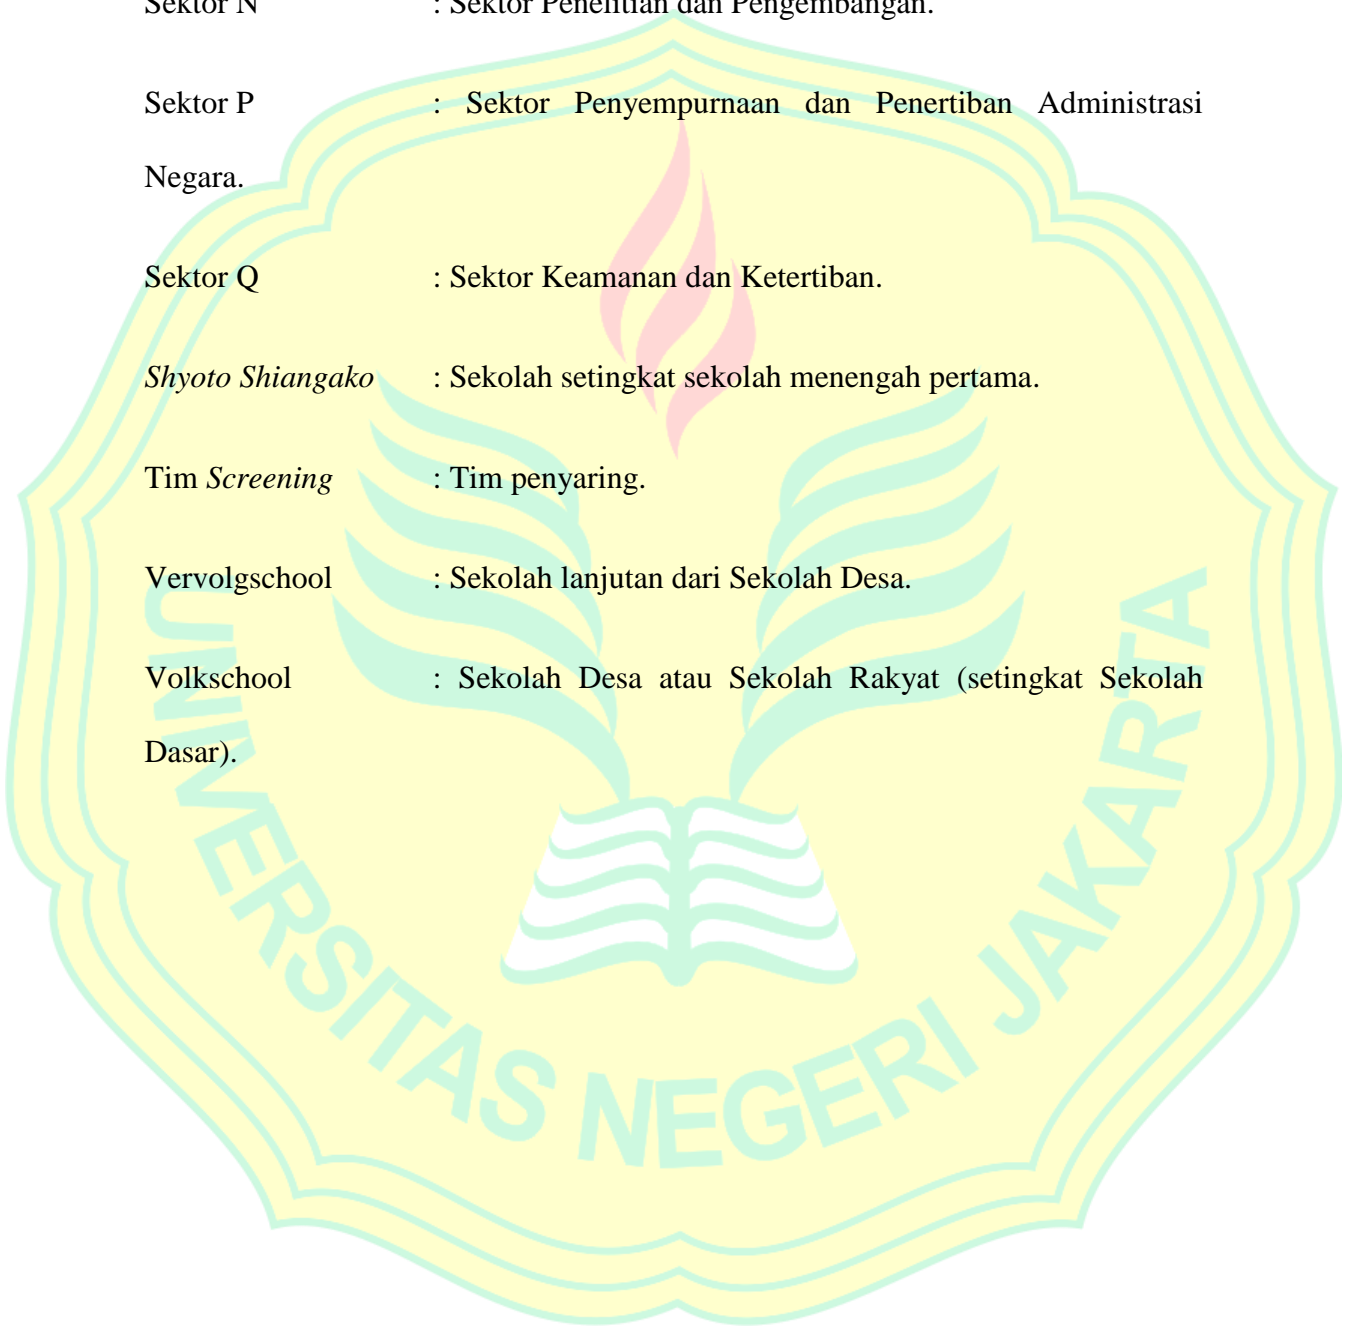 Sektor N : Sektor Penelitian dan Pengembangan.
Sektor P : Sektor Penyempurnaan dan Penertiban Administrasi
Negara.
Sektor Q : Sektor Keamanan dan Ketertiban.
Shyoto Shiangako : Sekolah setingkat sekolah menengah pertama.
Tim Screening : Tim penyaring.
Vervolgschool : Sekolah lanjutan dari Sekolah Desa.
Volkschool : Sekolah Desa atau Sekolah Rakyat (setingkat Sekolah
Dasar).
UNIVERSITAS NEGERI JAKARTA